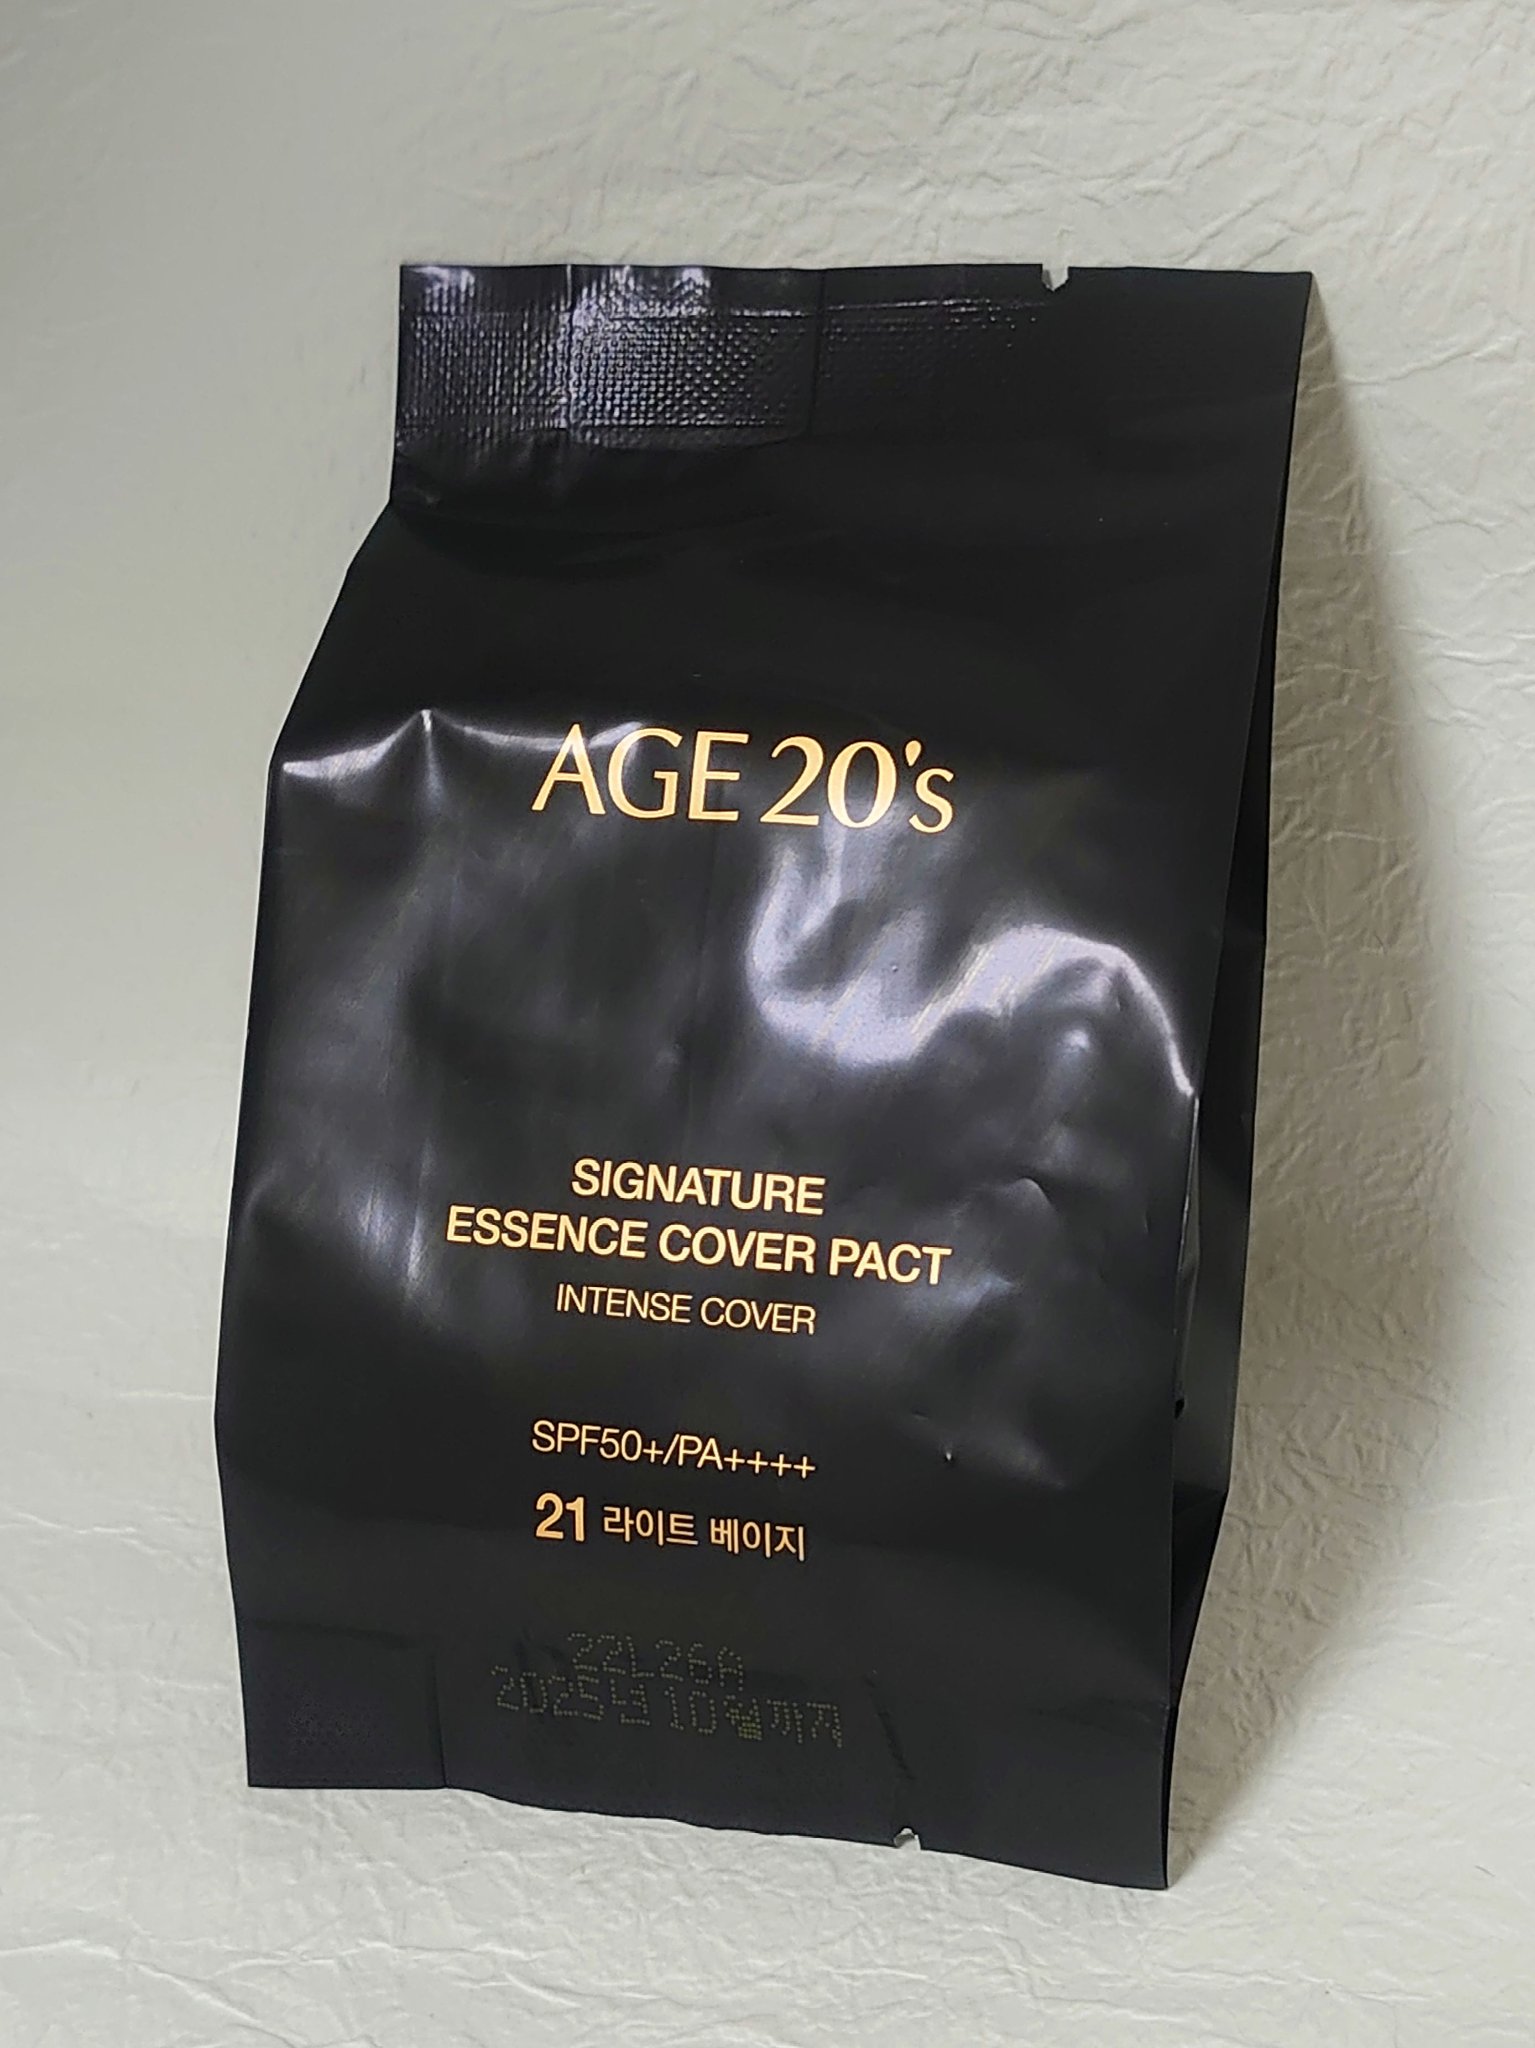 AGE 20's
SIGNATURE
ESSENCE COVER PACT
INTENSE COVER
SPF50+/PA++++
21 라이트 베이지
22L26A
2025년 10월까지